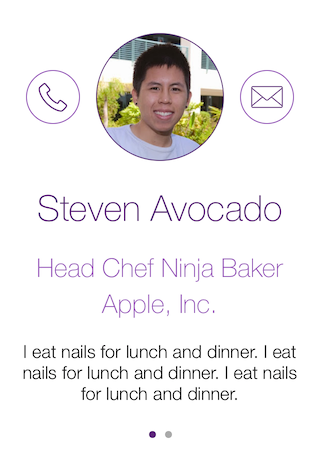 Steven Avocado
Head Chef Ninja Baker
Apple, Inc.
I eat nails for lunch and dinner. I eat
nails for lunch and dinner. I eat nails
for lunch and dinner.